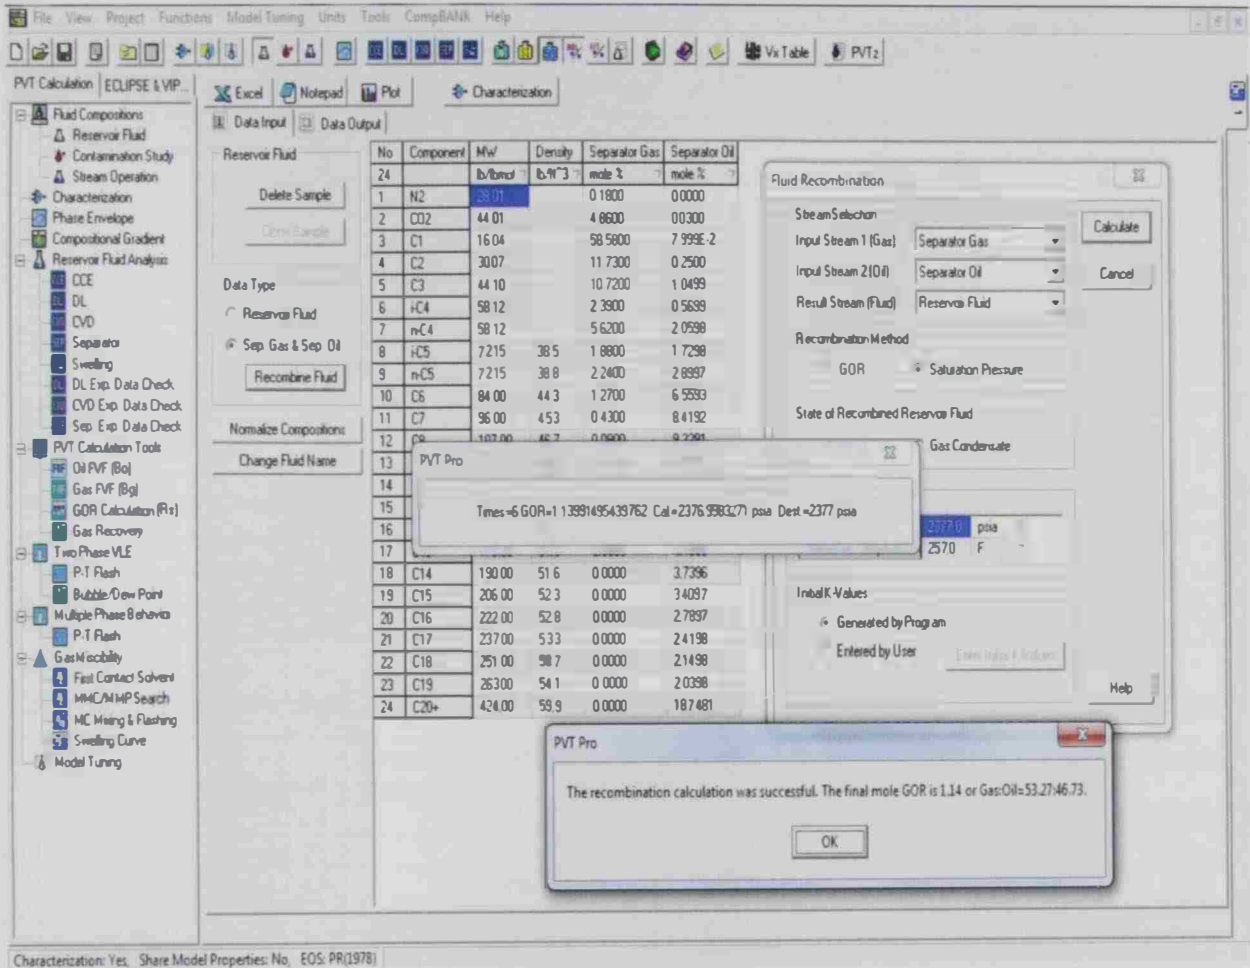 File View Project Functions Model Tuning Units Tools CompBANK Help
Vx Table PVTz
PVT Calculation ECLIPSE & VIP...
Excel Notepad Plot Characterization
Data Input Data Output
Fluid Compositions
Reservoir Fluid
Contamination Study
Stream Operation
Characterization
Phase Envelope
Compositional Gradient
Reservoir Fluid Analysis
CCE
DL
CVD
Separator
Swelling
DL Exp. Data Check
CVD Exp. Data Check
Sep. Exp. Data Check
PVT Calculation Tools
Oil FVF (Bo)
Gas FVF (Bg)
GOR Calculation (Rs)
Gas Recovery
Two Phase VLE
P-T Flash
Bubble/Dew Point
Multiple Phase Behavior
P-T Flash
Gas Miscibility
First Contact Solvent
MMC/MMP Search
MC Mixing & Flashing
Swelling Curve
Model Tuning
Reservoir Fluid
Delete Sample
Clone Sample
Data Type
Reservoir Fluid
Sep. Gas & Sep. Oil
Recombine Fluid
Normalize Compositions
Change Fluid Name
No Component MW Density Separator Gas Separator Oil
24 lb/lbmol lb/ft^3 mole % mole %
1 N2 28.01 0.1800 0.0000
2 CO2 44.01 4.8600 0.0300
3 C1 16.04 58.5800 7.999E-2
4 C2 30.07 11.7300 0.2500
5 C3 44.10 10.7200 1.0499
6 i-C4 58.12 2.3900 0.5699
7 n-C4 58.12 5.6200 2.0598
8 i-C5 72.15 38.5 1.8800 1.7298
9 n-C5 72.15 38.8 2.2400 2.8997
10 C6 84.00 44.3 1.2700 6.5593
11 C7 96.00 45.3 0.4300 8.4192
12 C8 107.00 46.7 0.0900 9.2291
13
14
15
16
17
18 C14 190.00 51.6 0.0000 3.7396
19 C15 206.00 52.3 0.0000 3.4097
20 C16 222.00 52.8 0.0000 2.7897
21 C17 237.00 53.3 0.0000 2.4198
22 C18 251.00 0.0000 2.1498
23 C19 263.00 54.1 0.0000 2.0398
24 C20+ 424.00 59.9 0.0000 18.7481
Fluid Recombination
Stream Selection
Input Stream 1 (Gas) Separator Gas
Input Stream 2 (Oil) Separator Oil
Result Stream (Fluid) Reservoir Fluid
Calculate
Cancel
Recombination Method
GOR Saturation Pressure
State of Recombined Reservoir Fluid
Gas Condensate
2377.0 psia
257.0 F
Initial K-Values
Generated by Program
Entered by User
Help
PVT Pro
Times=6 GOR=1.13991495439762 Cal=2376.9983271 psia Dest=2377 psia
PVT Pro
The recombination calculation was successful. The final mole GOR is 1.14 or Gas:Oil=53.27:46.73.
OK
Characterization: Yes, Share Model Properties: No, EOS: PR(1978)